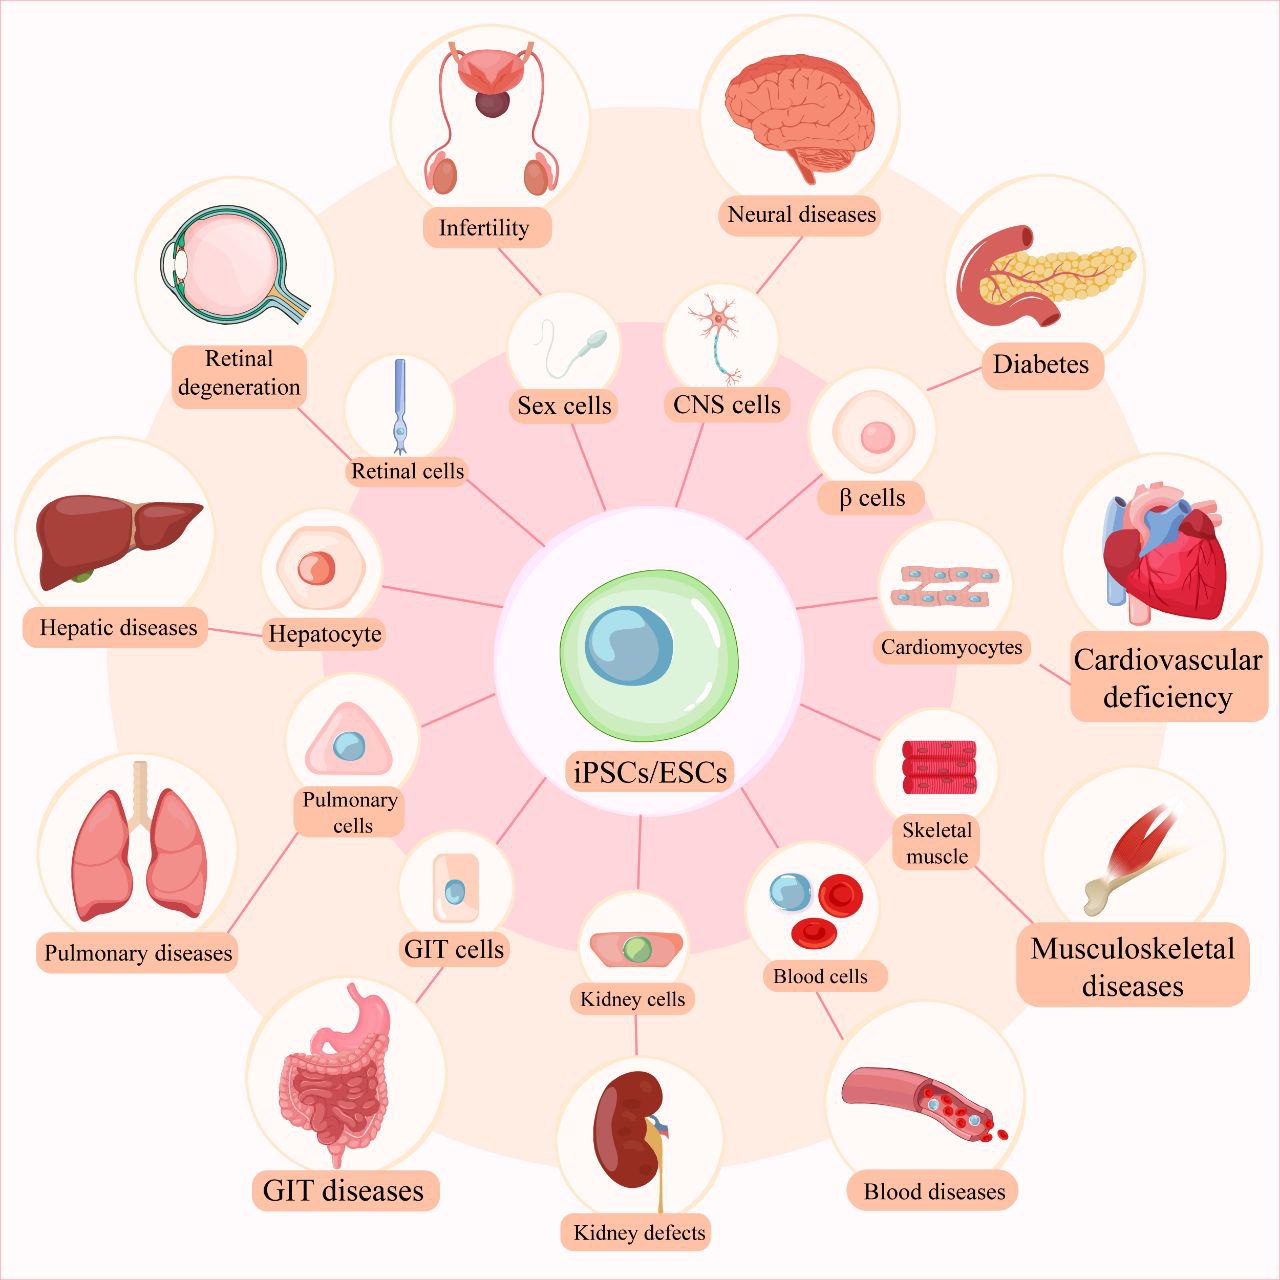 Infertility
Neural diseases
Retinal
degeneration
Diabetes
Sex cells
CNS cells
Retinal cells
β cells
Hepatic diseases
Hepatocyte
Cardiomyocytes
Cardiovascular
deficiency
iPSCs/ESCs
Pulmonary
cells
Skeletal
muscle
Pulmonary diseases
GIT cells
Kidney cells
Blood cells
Musculoskeletal
diseases
GIT diseases
Kidney defects
Blood diseases